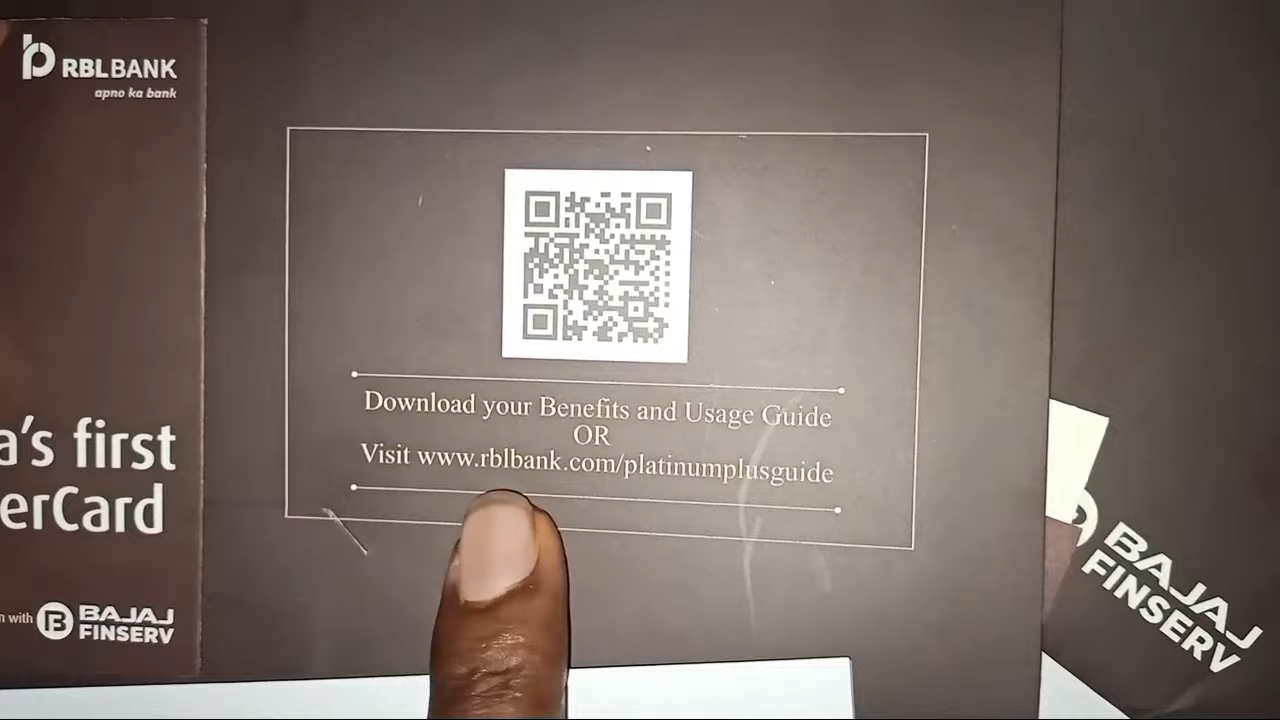 RBLBANK
apno ka bank
a's first
erCard
n with BAJAJ
FINSERV
Download your Benefits and Usage Guide
OR
Visit www.rblbank.com/platinumplusguide
BAJAJ
FINSERV